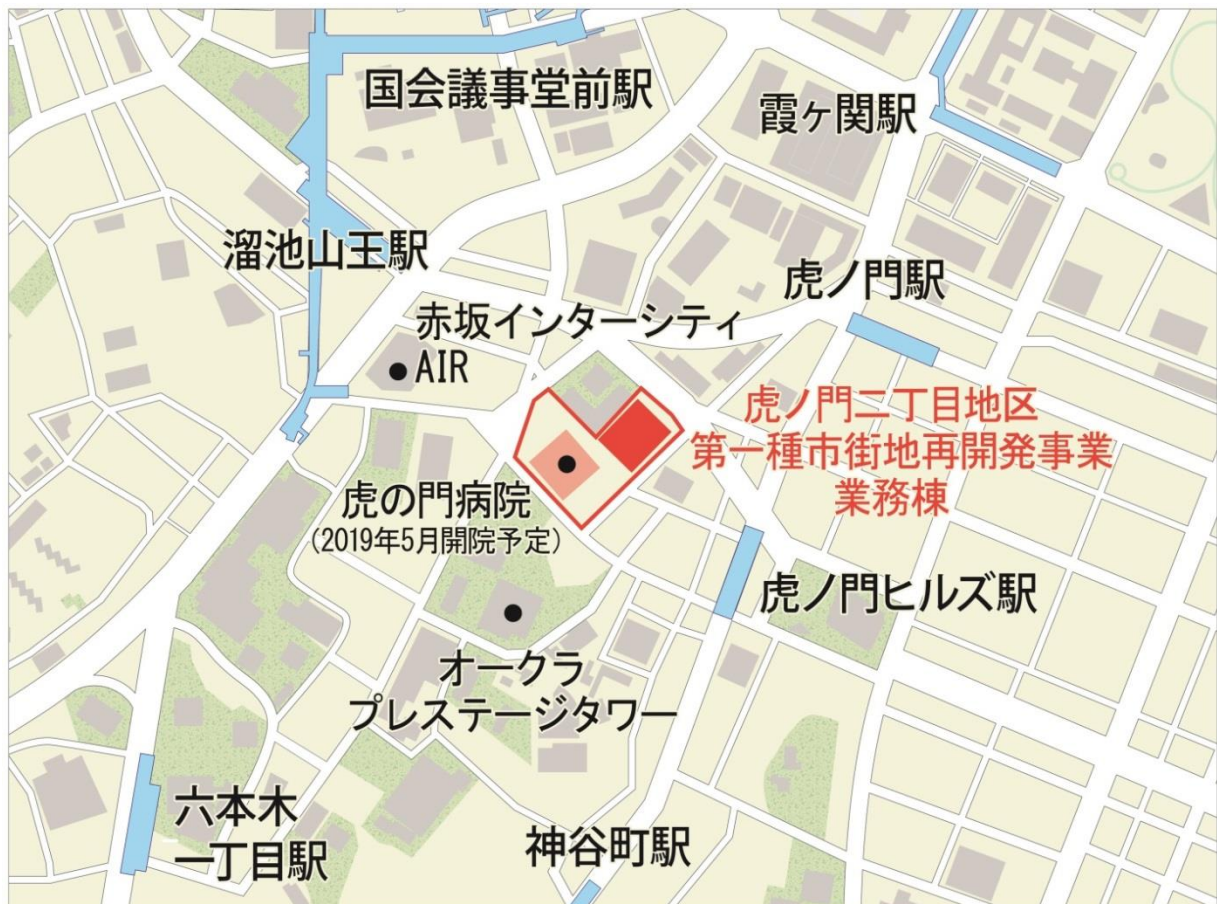 国会議事堂前駅
霞ヶ関駅
溜池山王駅
虎ノ門駅
赤坂インターシティ
AIR
虎ノ門二丁目地区
第一種市街地再開発事業
業務棟
虎の門病院
(2019年5月開院予定)
虎ノ門ヒルズ駅
オークラ
プレステージタワー
六本木
一丁目駅
神谷町駅